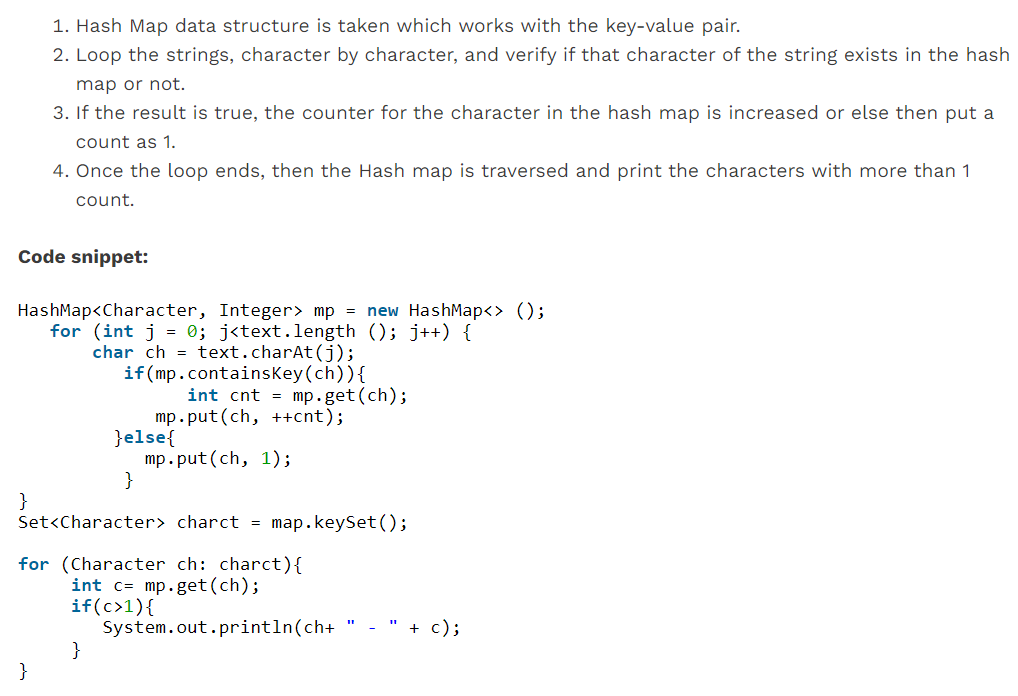 1. Hash Map data structure is taken which works with the key-value pair.
2. Loop the strings, character by character, and verify if that character of the string exists in the hash
map or not.
3. If the result is true, the counter for the character in the hash map is increased or else then put a
count as 1.
4. Once the loop ends, then the Hash map is traversed and print the characters with more than 1
count.
Code snippet:
HashMap<Character, Integer> mp = new HashMap<> ();
   for (int j = 0; j<text.length (); j++) {
       char ch = text.charAt(j);
          if(mp.containsKey(ch)){
                int cnt = mp.get(ch);
             mp.put(ch, ++cnt);
         }else{
            mp.put(ch, 1);
          }
}
Set<Character> charct = map.keySet();
for (Character ch: charct){
     int c= mp.get(ch);
     if(c>1){
        System.out.println(ch+ " - " + c);
     }
}